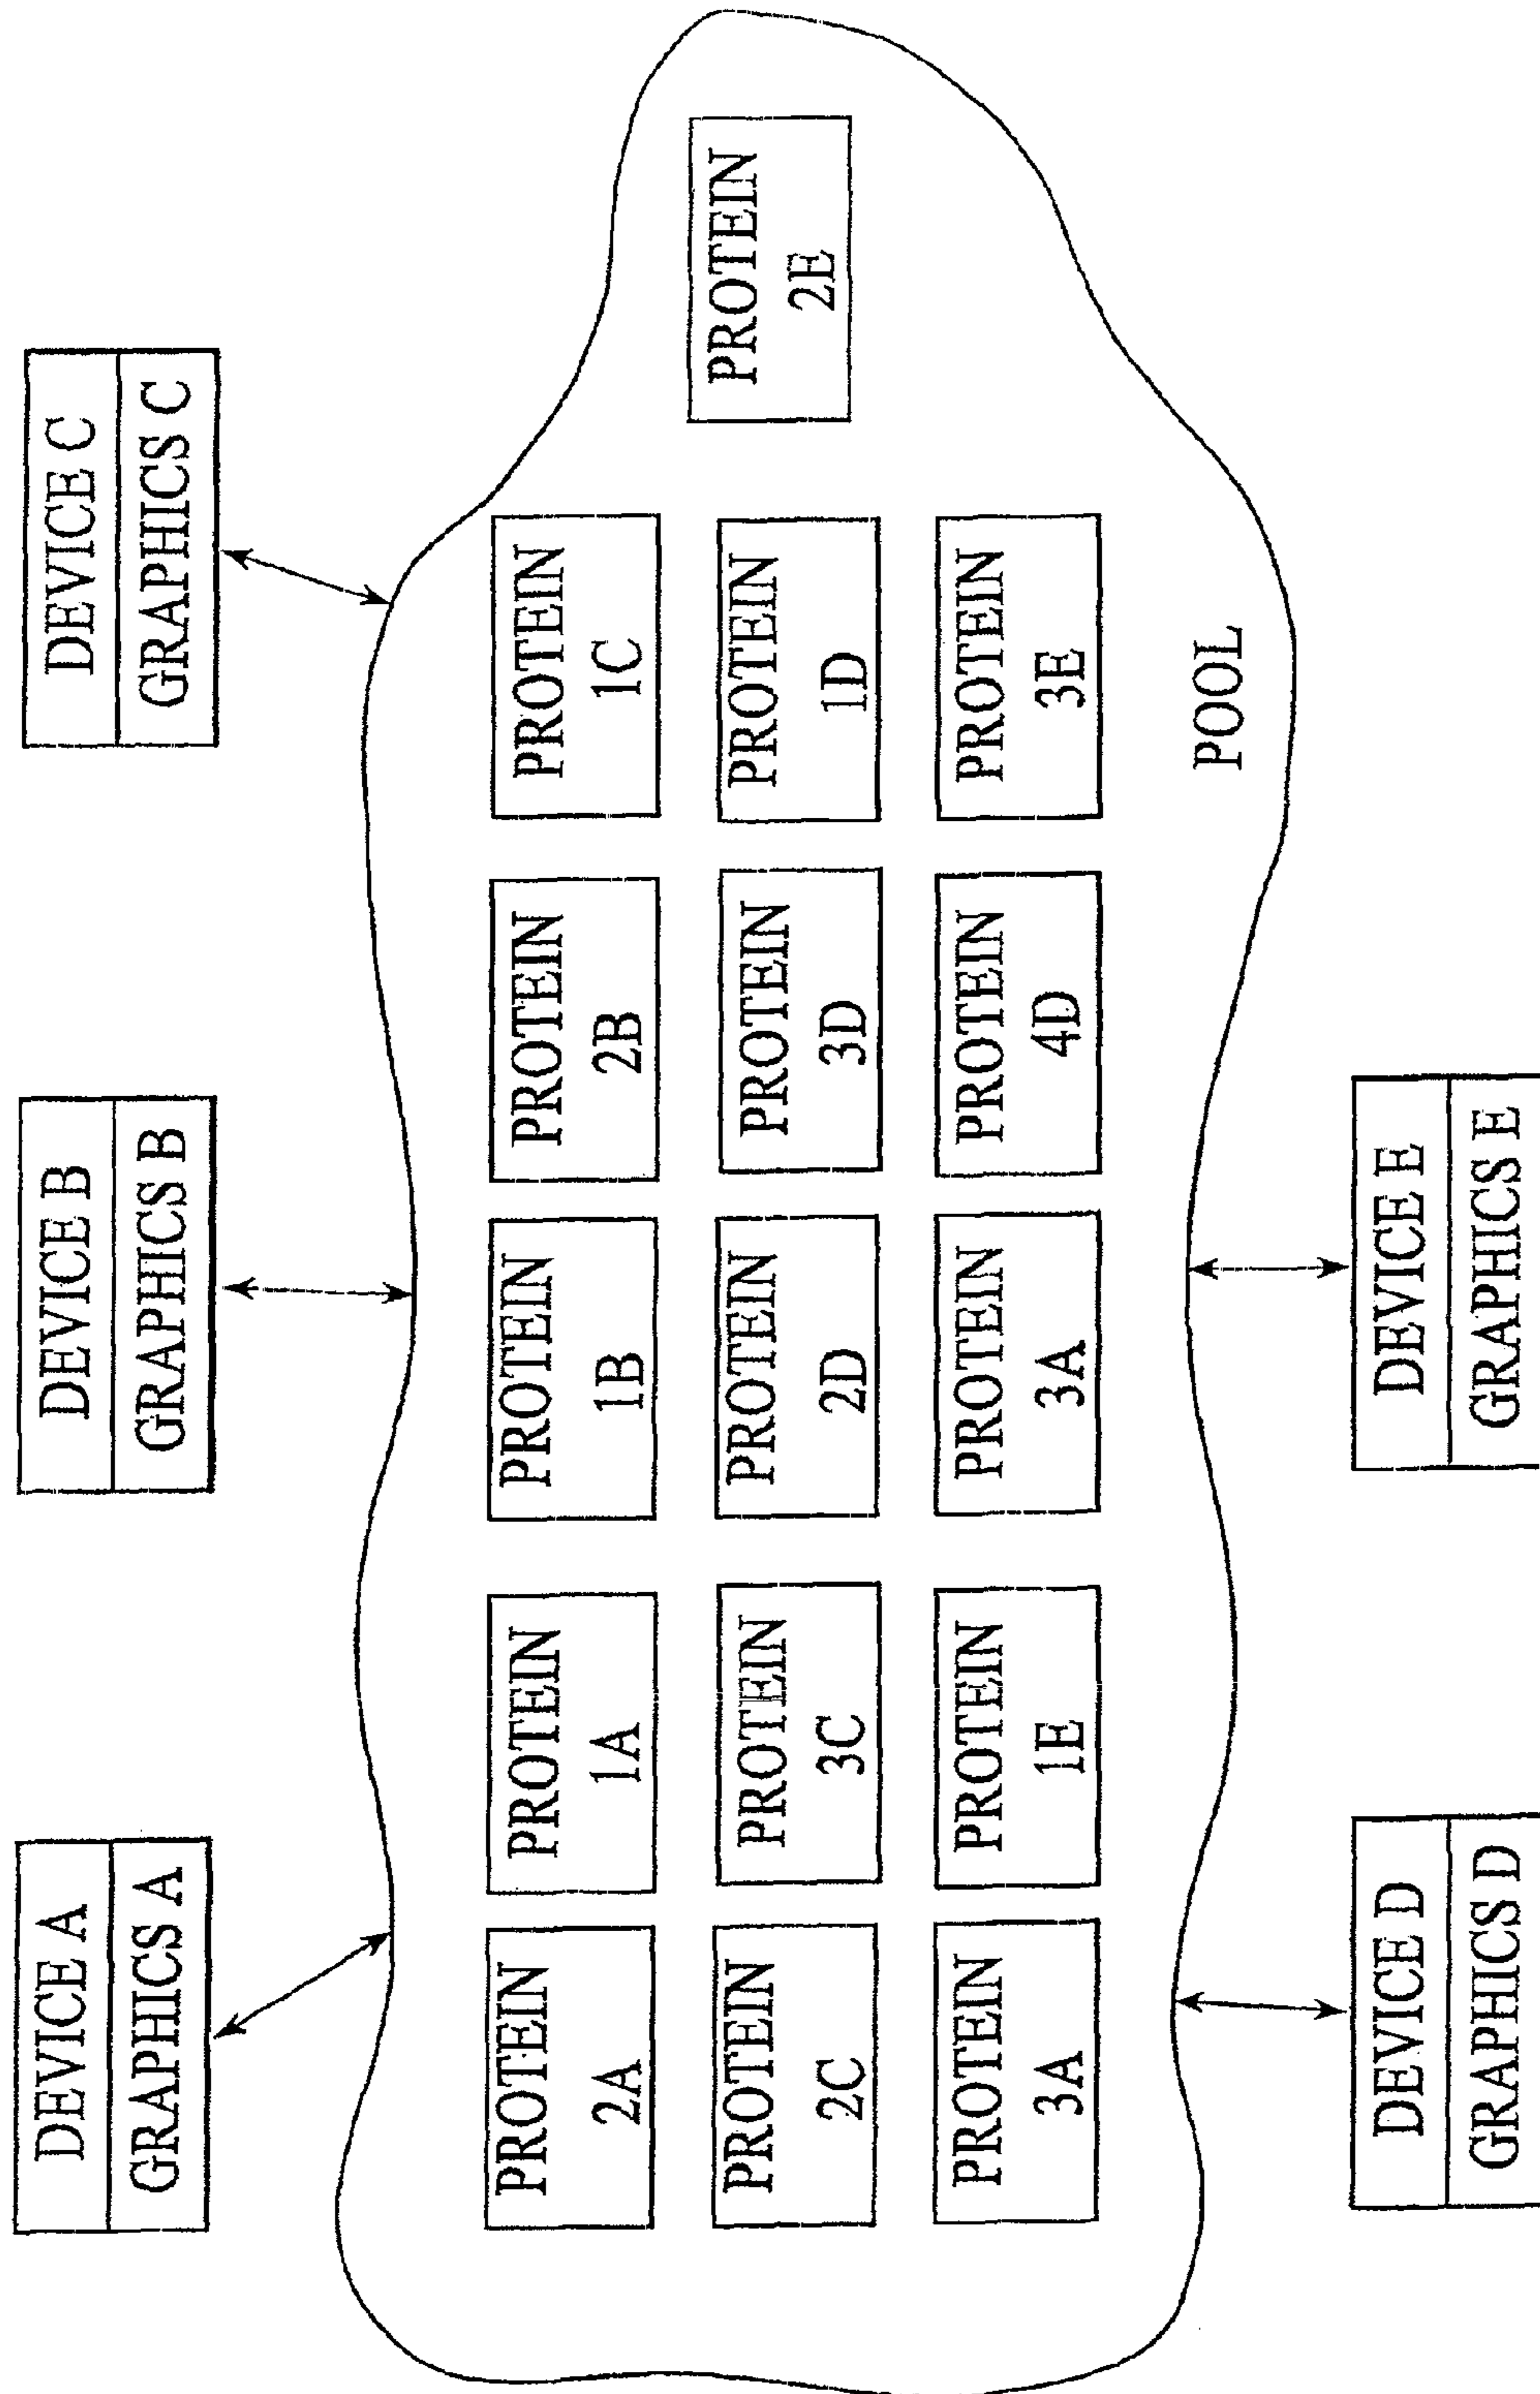 DEVICE A
GRAPHICS A
DEVICE B
GRAPHICS B
DEVICE C
GRAPHICS C
PROTEIN
2A
PROTEIN
1A
PROTEIN
1B
PROTEIN
2B
PROTEIN
1C
PROTEIN
2C
PROTEIN
3C
PROTEIN
2D
PROTEIN
3D
PROTEIN
1D
PROTEIN
2E
PROTEIN
3A
PROTEIN
1E
PROTEIN
3A
PROTEIN
4D
PROTEIN
3E
POOL
DEVICE D
GRAPHICS D
DEVICE E
GRAPHICS E